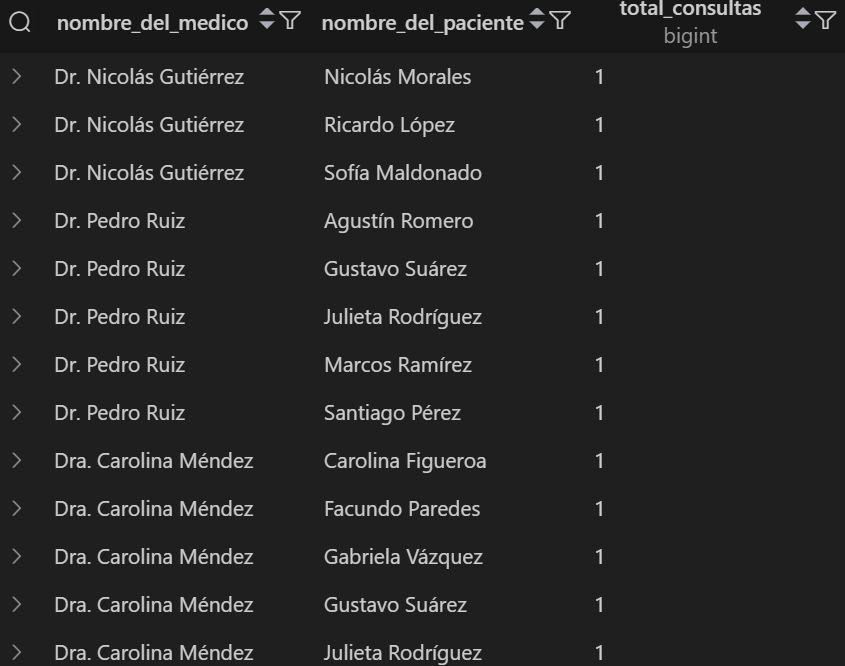 nombre_del_medico nombre_del_paciente total_consultas
bigint
Dr. Nicolás Gutiérrez Nicolás Morales 1
Dr. Nicolás Gutiérrez Ricardo López 1
Dr. Nicolás Gutiérrez Sofía Maldonado 1
Dr. Pedro Ruiz Agustín Romero 1
Dr. Pedro Ruiz Gustavo Suárez 1
Dr. Pedro Ruiz Julieta Rodríguez 1
Dr. Pedro Ruiz Marcos Ramírez 1
Dr. Pedro Ruiz Santiago Pérez 1
Dra. Carolina Méndez Carolina Figueroa 1
Dra. Carolina Méndez Facundo Paredes 1
Dra. Carolina Méndez Gabriela Vázquez 1
Dra. Carolina Méndez Gustavo Suárez 1
Dra. Carolina Méndez Julieta Rodríguez 1